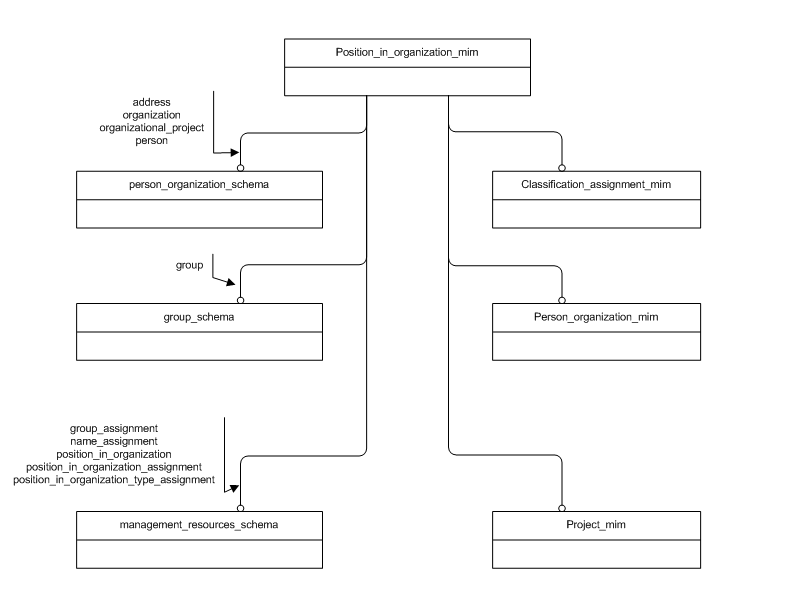 Position_in_organization_mim
address
organization
organizational_project
person
person_organization_schema
Classification_assignment_mim
group
group_schema
Person_organization_mim
group_assignment
name_assignment
position_in_organization
position_in_organization_assignment
position_in_organization_type_assignment
management_resources_schema
Project_mim